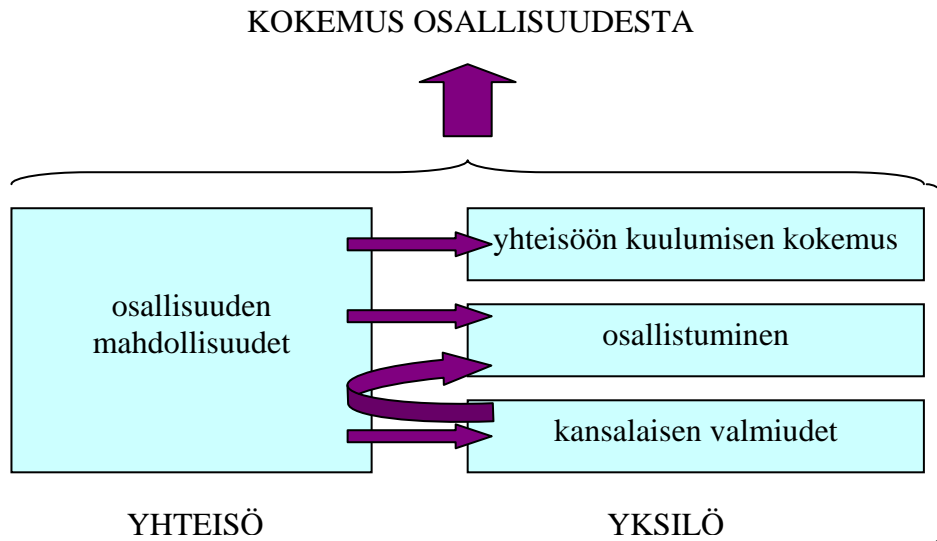 KOKEMUS OSALLISUUDESTA
osallisuuden
mahdollisuudet
yhteisöön kuulumisen kokemus
osallistuminen
kansalaisen valmiudet
YHTEISÖ
YKSILÖ